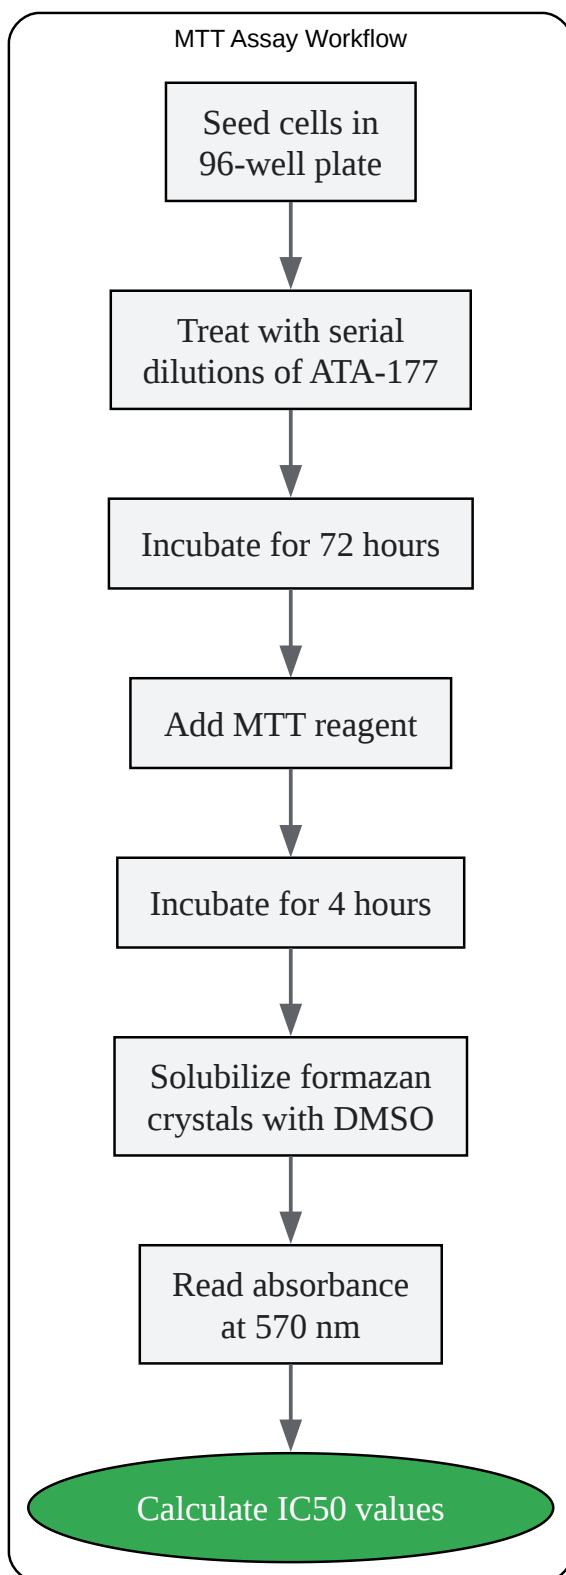 MTT Assay Workflow
Seed cells in
96-well plate
Treat with serial
dilutions of ATA-177
Incubate for 72 hours
Add MTT reagent
Incubate for 4 hours
Solubilize formazan
crystals with DMSO
Read absorbance
at 570 nm
Calculate IC50 values